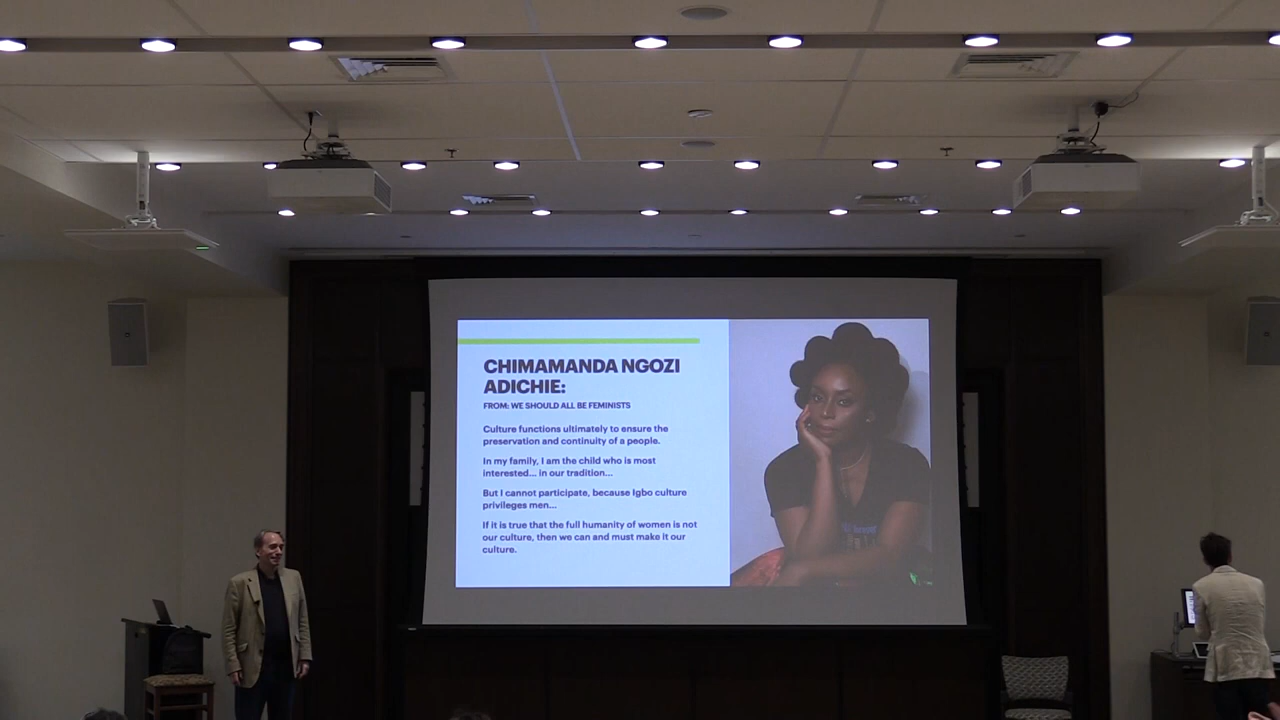 CHIMAMANDA NGOZI
ADICHIE:
FROM: WE SHOULD ALL BE FEMINISTS
Culture functions ultimately to ensure the
preservation and continuity of a people.
In my family, I am the child who is most
interested... in our tradition...
But I cannot participate, because Igbo culture
privileges men...
If it is true that the full humanity of women is not
our culture, then we can and must make it our
culture.